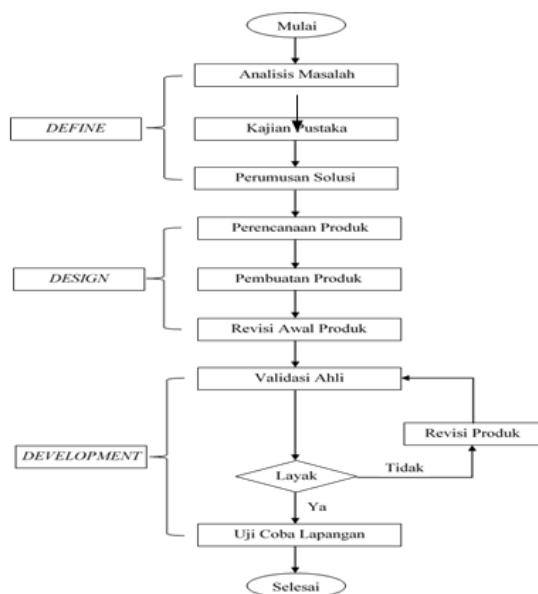 Mulai
Analisis Masalah
DEFINE
Kajian Pustaka
Perumusan Solusi
Perencanaan Produk
DESIGN
Pembuatan Produk
Revisi Awal Produk
Validasi Ahli
Revisi Produk
DEVELOPMENT
Layak
Tidak
Ya
Uji Coba Lapangan
Selesai